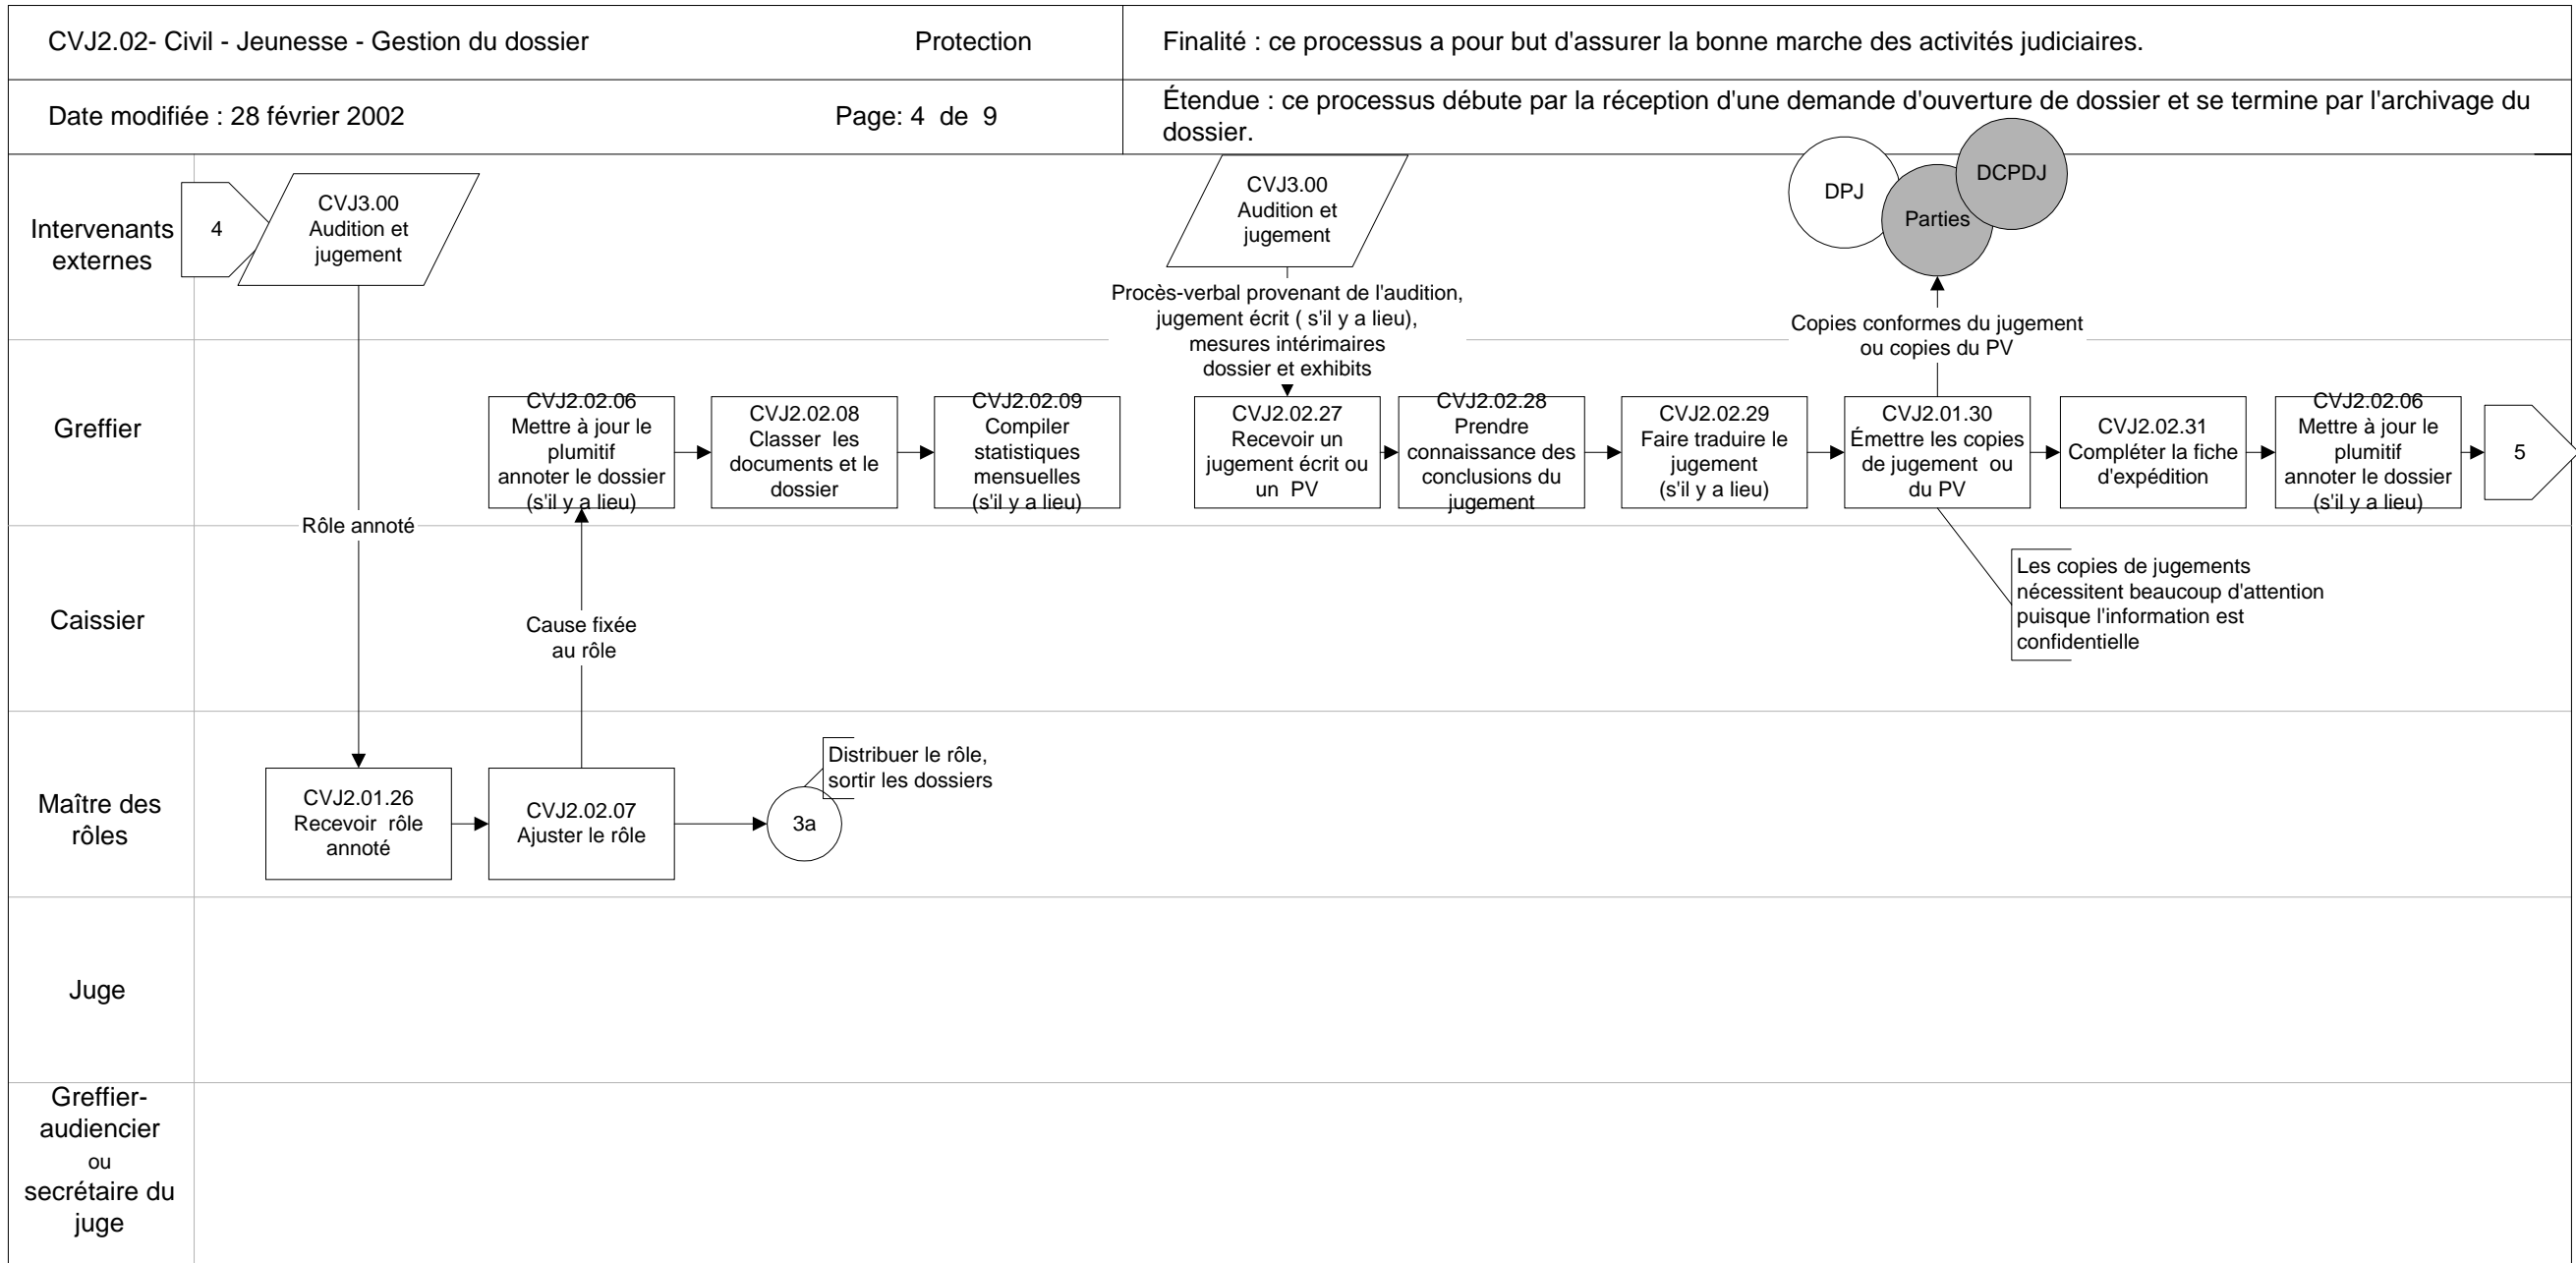 CVJ2.02- Civil - Jeunesse - Gestion du dossier
Protection
Finalité : ce processus a pour but d'assurer la bonne marche des activités judiciaires.
Date modifiée : 28 février 2002
Page: 4 de 9
Étendue : ce processus débute par la réception d'une demande d'ouverture de dossier et se termine par l'archivage du
dossier.
Intervenants
externes
4
CVJ3.00
Audition et
jugement
CVJ3.00
Audition et
jugement
DPJ
Parties
DCPDJ
Procès-verbal provenant de l'audition,
jugement écrit ( s'il y a lieu),
mesures intérimaires
dossier et exhibits
Copies conformes du jugement
ou copies du PV
Greffier
CVJ2.02.06
Mettre à jour le
plumitif
annoter le dossier
(s'il y a lieu)
CVJ2.02.08
Classer les
documents et le
dossier
CVJ2.02.09
Compiler
statistiques
mensuelles
(s'il y a lieu)
CVJ2.02.27
Recevoir un
jugement écrit ou
un PV
CVJ2.02.28
Prendre
connaissance des
conclusions du
jugement
CVJ2.02.29
Faire traduire le
jugement
(s'il y a lieu)
CVJ2.01.30
Émettre les copies
de jugement ou
du PV
CVJ2.02.31
Compléter la fiche
d'expédition
CVJ2.02.06
Mettre à jour le
plumitif
annoter le dossier
(s'il y a lieu)
5
Rôle annoté
Caissier
Cause fixée
au rôle
Les copies de jugements
nécessitent beaucoup d'attention
puisque l'information est
confidentielle
Maître des
rôles
CVJ2.01.26
Recevoir rôle
annoté
CVJ2.02.07
Ajuster le rôle
3a
Distribuer le rôle,
sortir les dossiers
Juge
Greffier-
audiencier
ou
secrétaire du
juge